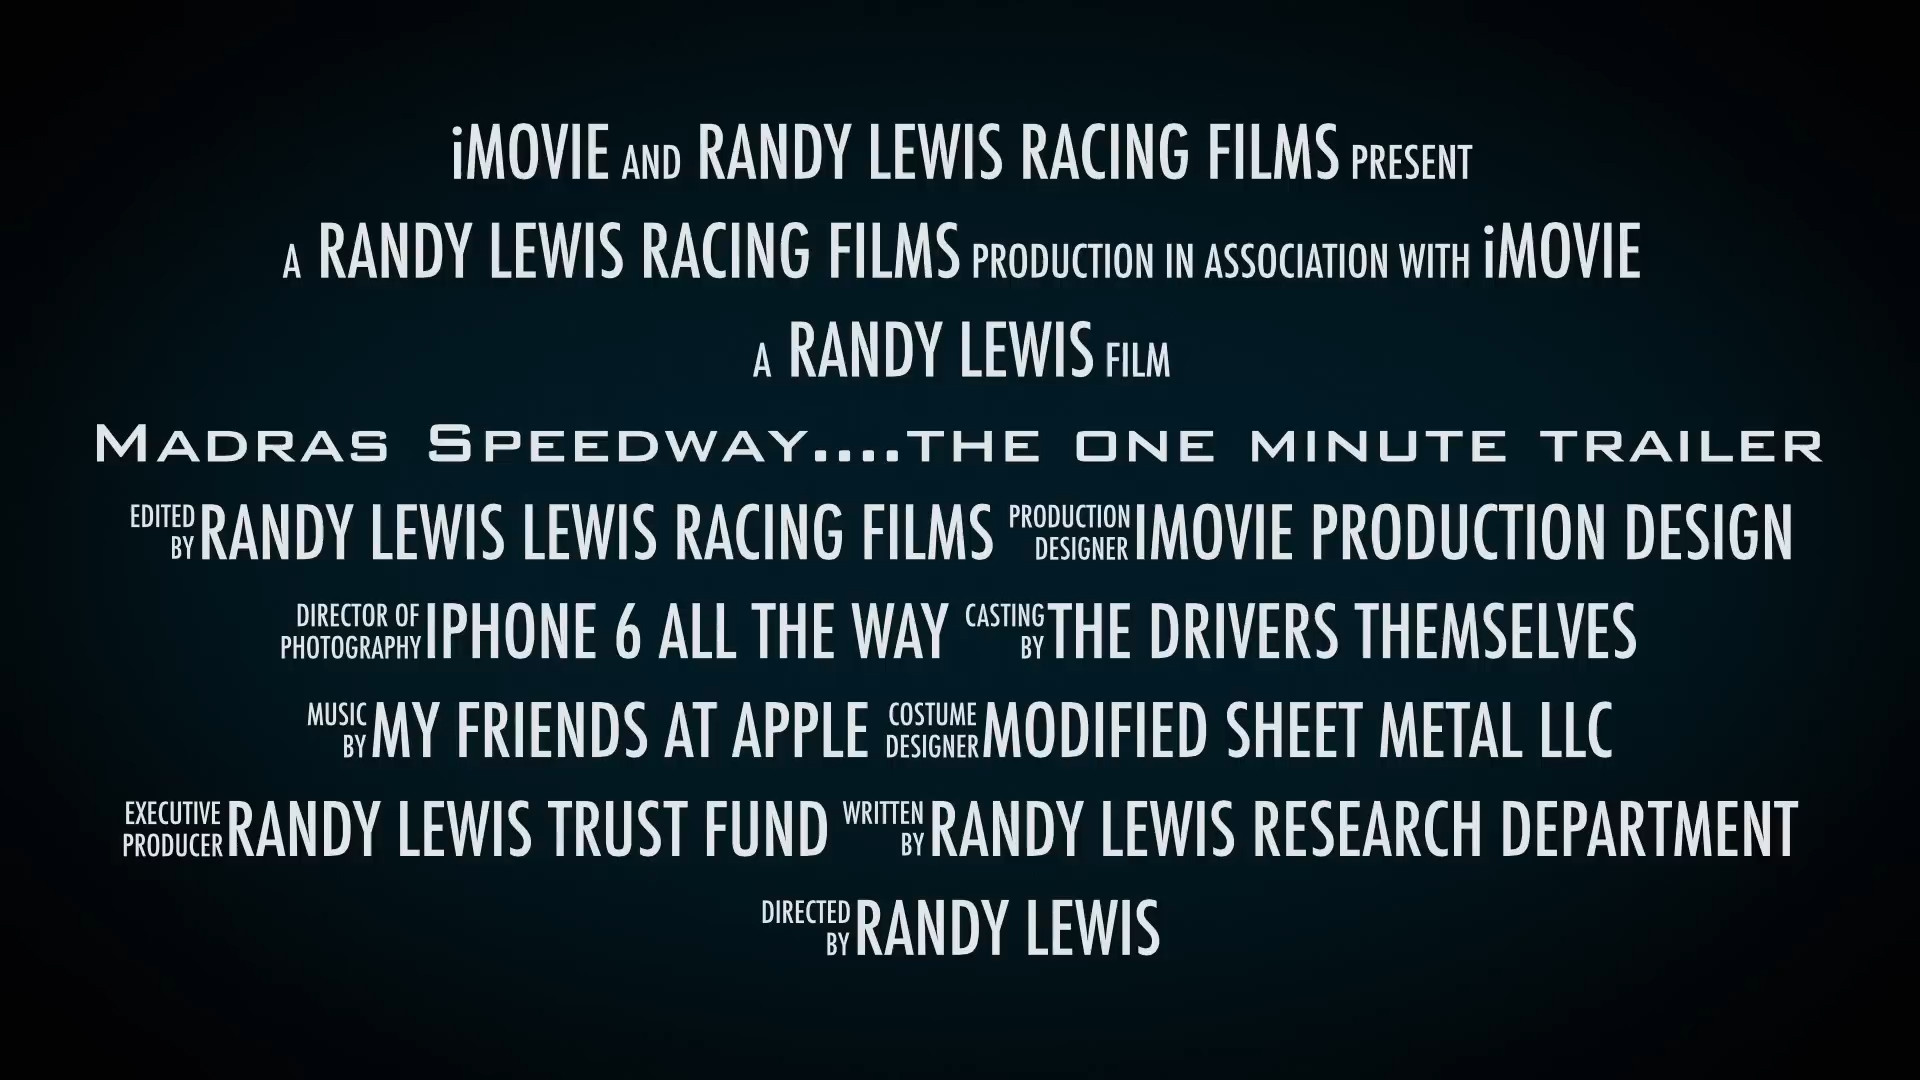 iMOVIE AND RANDY LEWIS RACING FILMS PRESENT
A RANDY LEWIS RACING FILMS PRODUCTION IN ASSOCIATION WITH iMOVIE
A RANDY LEWIS FILM
MADRAS SPEEDWAY....THE ONE MINUTE TRAILER
EDITED BY RANDY LEWIS LEWIS RACING FILMS PRODUCTION DESIGNER IMOVIE PRODUCTION DESIGN
DIRECTOR OF PHOTOGRAPHY IPHONE 6 ALL THE WAY CASTING BY THE DRIVERS THEMSELVES
MUSIC BY MY FRIENDS AT APPLE COSTUME DESIGNER MODIFIED SHEET METAL LLC
EXECUTIVE PRODUCER RANDY LEWIS TRUST FUND WRITTEN BY RANDY LEWIS RESEARCH DEPARTMENT
DIRECTED BY RANDY LEWIS